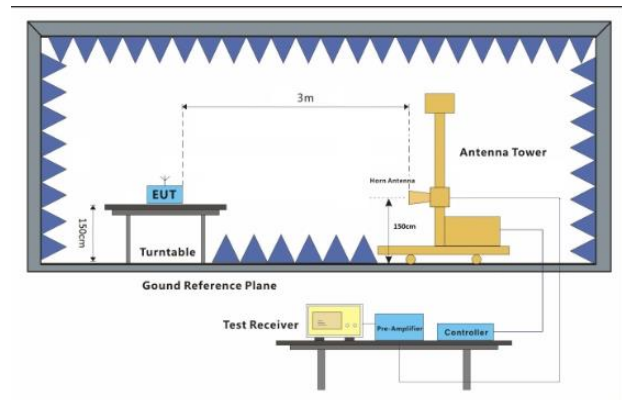 3m
Horn Antenna
Antenna Tower
EUT
150cm
150cm
Turntable
Gound Reference Plane
Test Receiver
Pre-Amplifier
Controller